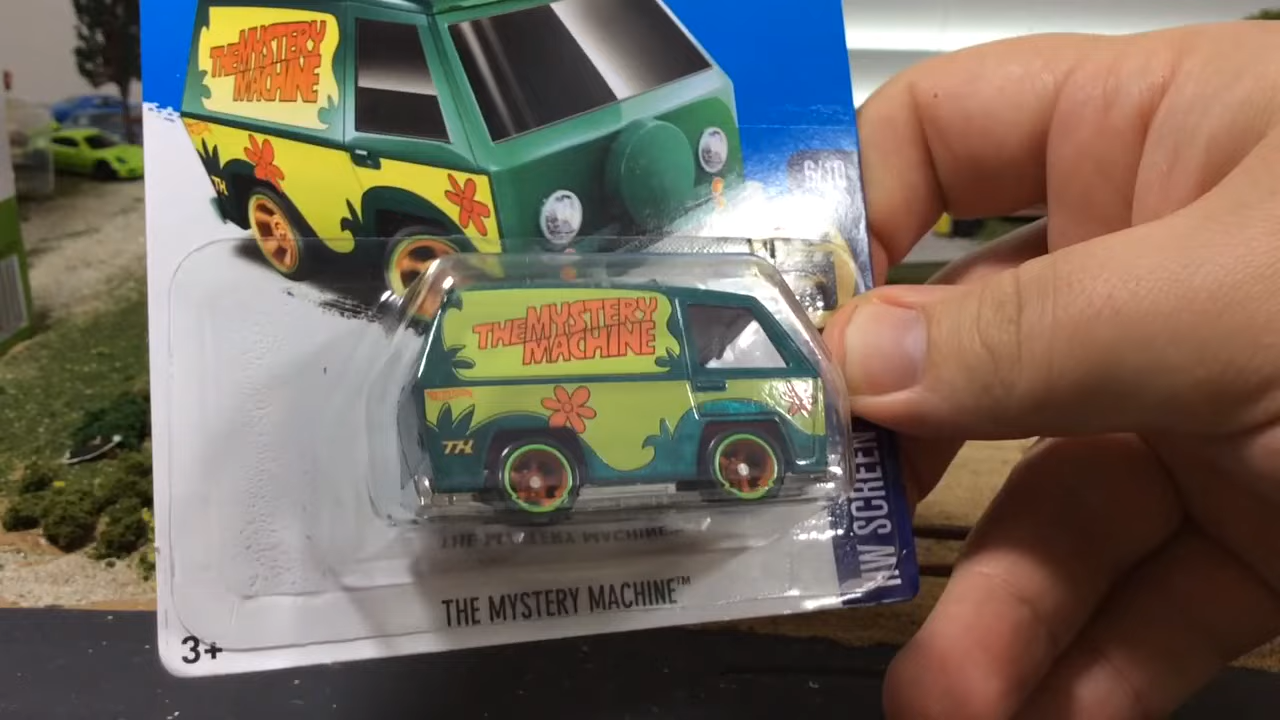 THE MYSTERY
MACHINE
6/10
TH
THE MYSTERY
MACHINE
TH
HW SCREEN
THE MYSTERY MACHINE™
3+